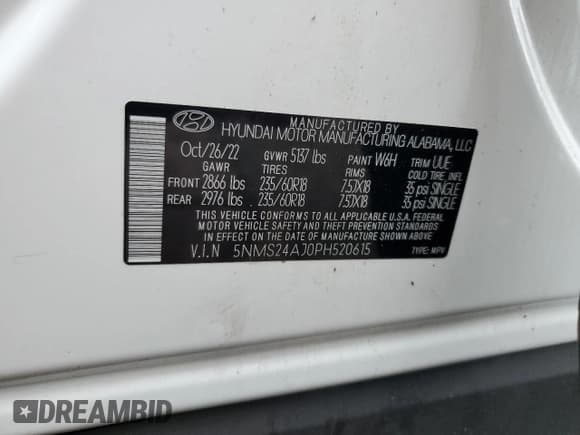 MANUFACTURED BY
HYUNDAI MOTOR MANUFACTURING ALABAMA, LLC
Oct/26/22 GVWR 5137 lbs PAINT W6H TRIM UUE
GAWR TIRES RIMS COLD TIRE INFL.
FRONT 2866 lbs 235/60R18 7.5JX18 35 psi SINGLE
REAR 2976 lbs 235/60R18 7.5JX18 35 psi SINGLE
THIS VEHICLE CONFORMS TO ALL APPLICABLE U.S.A. FEDERAL
MOTOR VEHICLE SAFETY AND THEFT PREVENTION STANDARDS
IN EFFECT ON THE DATE OF MANUFACTURE SHOWN ABOVE.
V.I.N 5NMS24AJ0PH520615 TYPE: MPV
DREAMBID